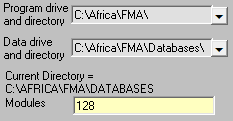 Program drive
and directory
C:\Africa\FMA\
Data drive
and directory
C:\Africa\FMA\Databases\
Current Directory =
C:\AFRICA\FMA\DATABASES
Modules
128